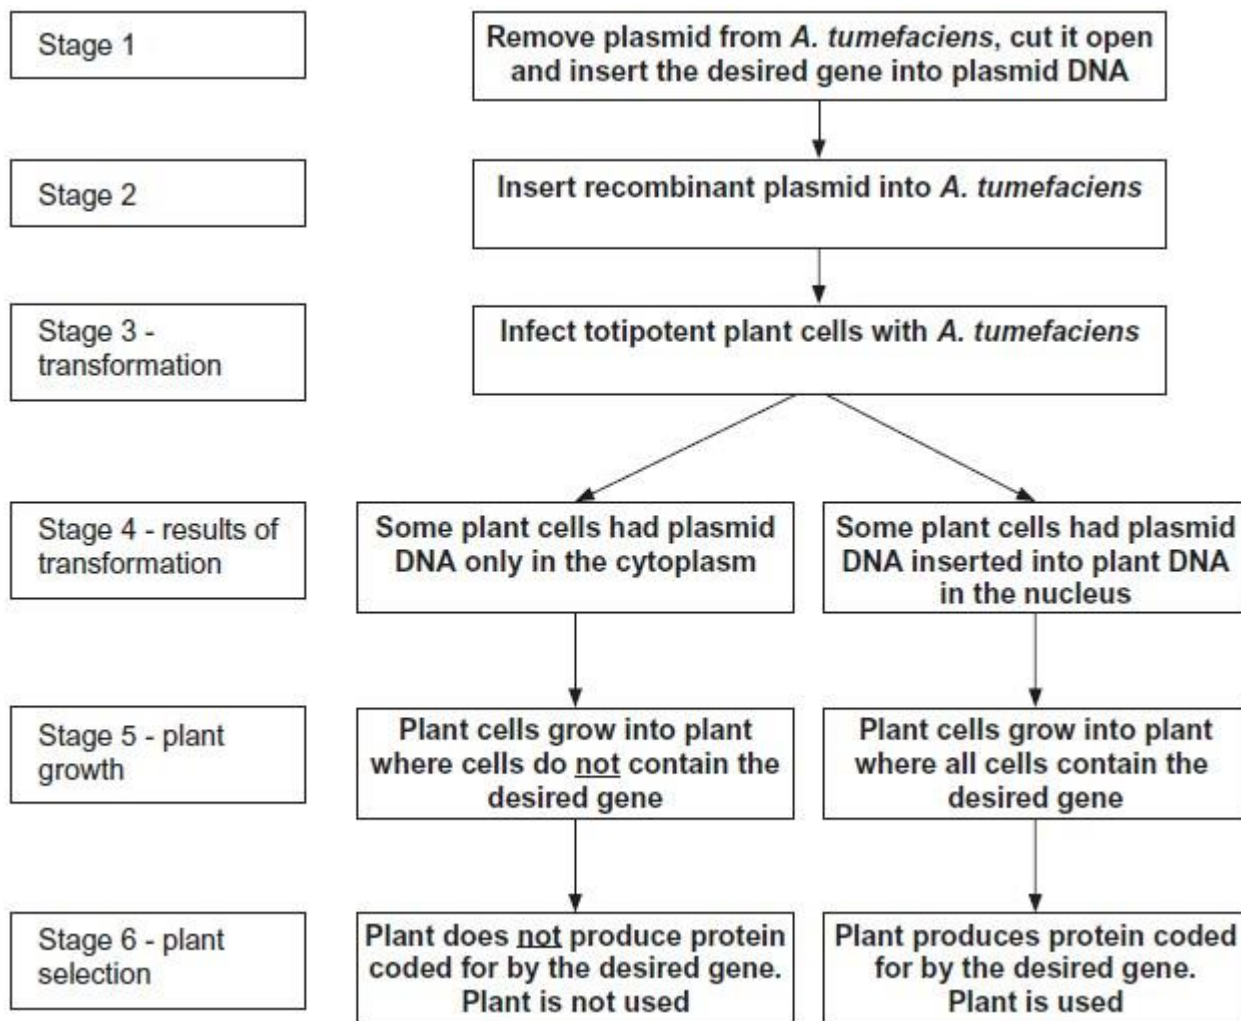 Stage 1
Remove plasmid from A. tumefaciens, cut it open
and insert the desired gene into plasmid DNA
Stage 2
Insert recombinant plasmid into A. tumefaciens
Stage 3 -
transformation
Infect totipotent plant cells with A. tumefaciens
Stage 4 - results of
transformation
Some plant cells had plasmid
DNA only in the cytoplasm
Some plant cells had plasmid
DNA inserted into plant DNA
in the nucleus
Stage 5 - plant
growth
Plant cells grow into plant
where cells do not contain the
desired gene
Plant cells grow into plant
where all cells contain the
desired gene
Stage 6 - plant
selection
Plant does not produce protein
coded for by the desired gene.
Plant is not used
Plant produces protein coded
for by the desired gene.
Plant is used